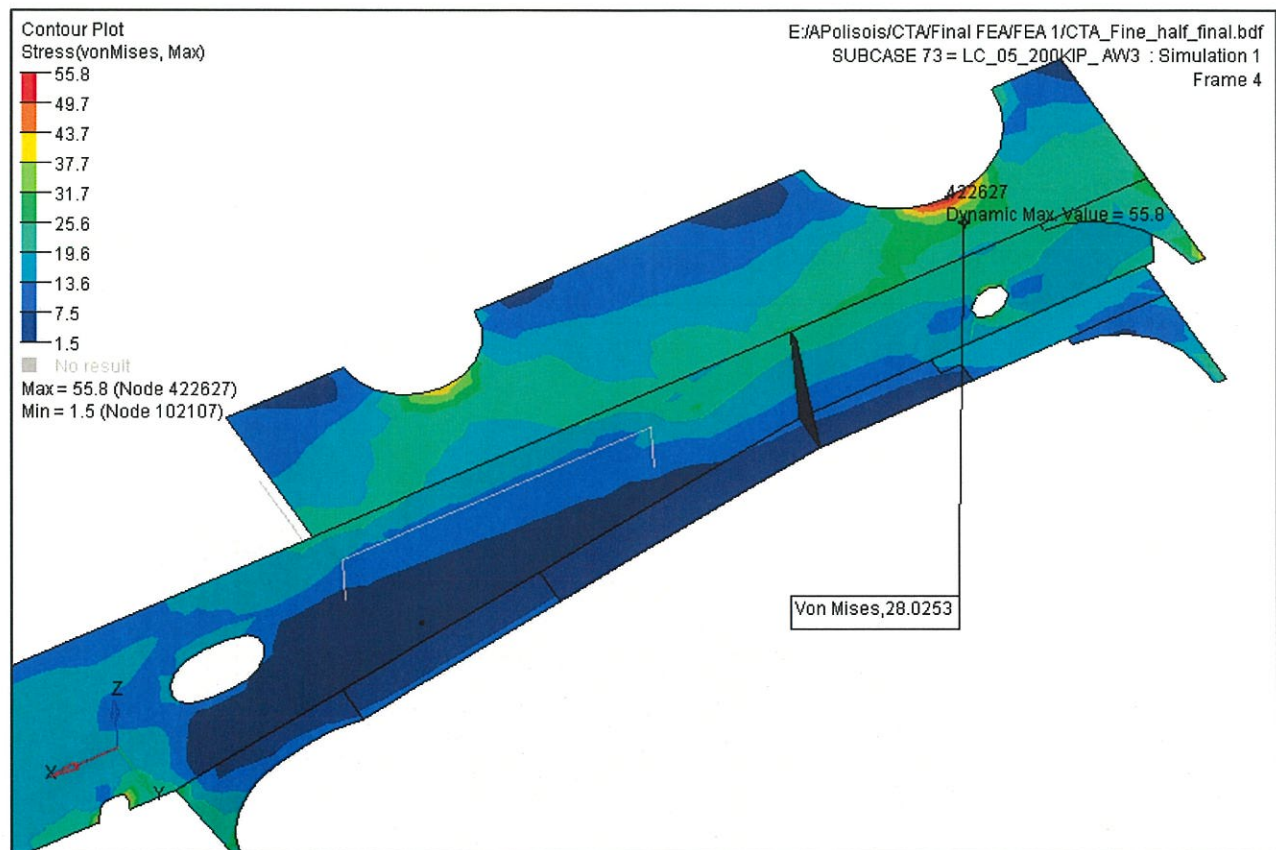 Contour Plot
Stress(vonMises, Max)
55.8
49.7
43.7
37.7
31.7
25.6
19.6
13.6
7.5
1.5
No result
Max = 55.8 (Node 422627)
Min = 1.5 (Node 102107)
E:/APolisois/CTA/Final FEA/FEA 1/CTA_Fine_half_final.bdf
SUBCASE 73 = LC_05_200KIP_ AW3 : Simulation 1
Frame 4
422627
Dynamic Max. Value = 55.8
Von Mises,28.0253
Z
X
Y